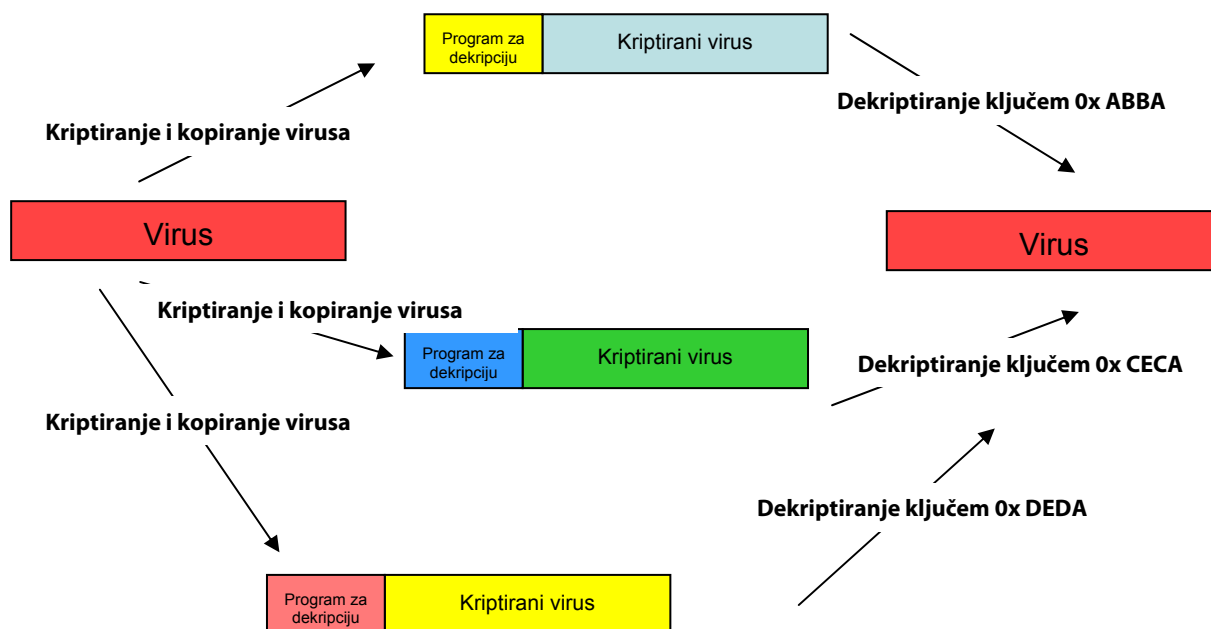 Program za
dekripciju
Kriptirani virus
Dekriptiranje ključem 0x ABBA
Kriptiranje i kopiranje virusa
Virus
Virus
Kriptiranje i kopiranje virusa
Program za
dekripciju
Kriptirani virus
Dekriptiranje ključem 0x CECA
Kriptiranje i kopiranje virusa
Dekriptiranje ključem 0x DEDA
Program za
dekripciju
Kriptirani virus